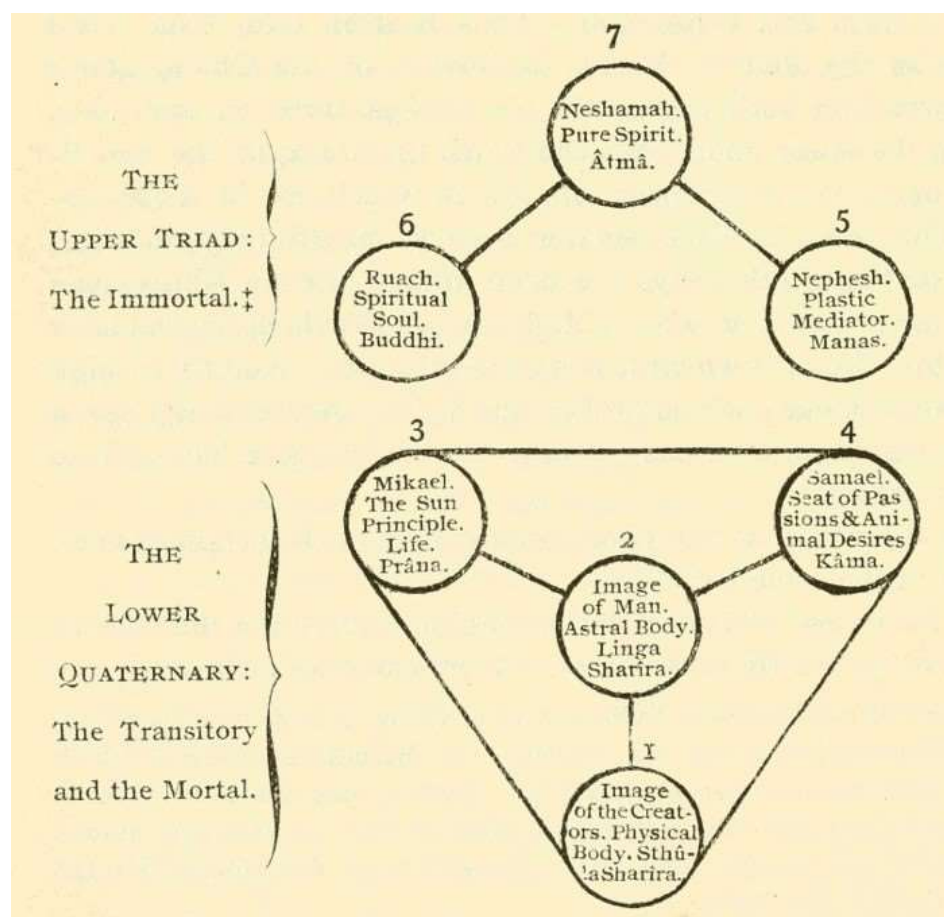 7
Neshamah.
Pure Spirit.
Âtmâ.
THE
UPPER TRIAD:
The Immortal.‡
6
Ruach.
Spiritual
Soul.
Buddhi.
5
Nephesh.
Plastic
Mediator.
Manas.
THE
LOWER
QUATERNARY:
The Transitory
and the Mortal.
3
Mikael.
The Sun
Principle.
Life.
Prâna.
4
Samael.
Seat of Pas
sions & Ani-
mal Desires
Kâma.
2
Image
of Man.
Astral Body.
Linga
Sharîra.
1
Image
of the Creat-
ors. Physical
Body. Sthû-
la Sharîra.